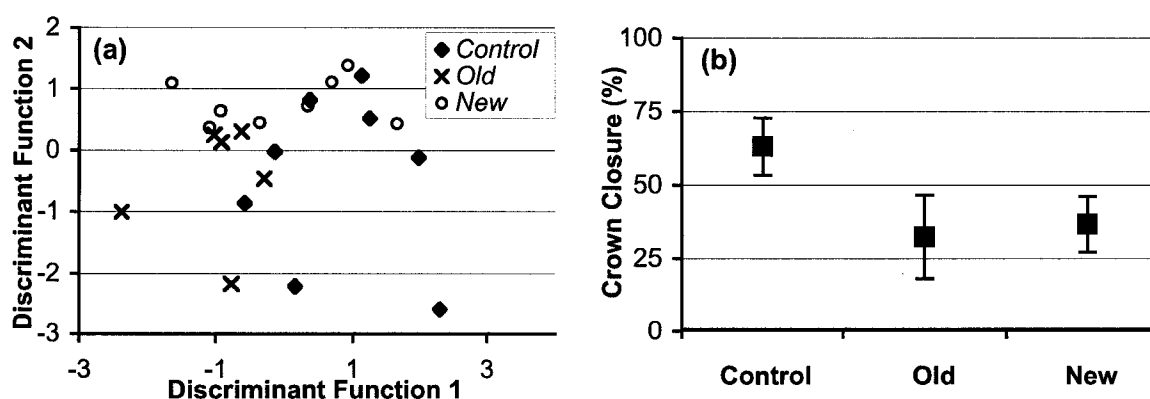 (a)
Control
Old
New
Discriminant Function 2
2
1
0
-1
-2
-3
-3
-1
1
3
Discriminant Function 1
(b)
Crown Closure (%)
100
75
50
25
0
Control
Old
New